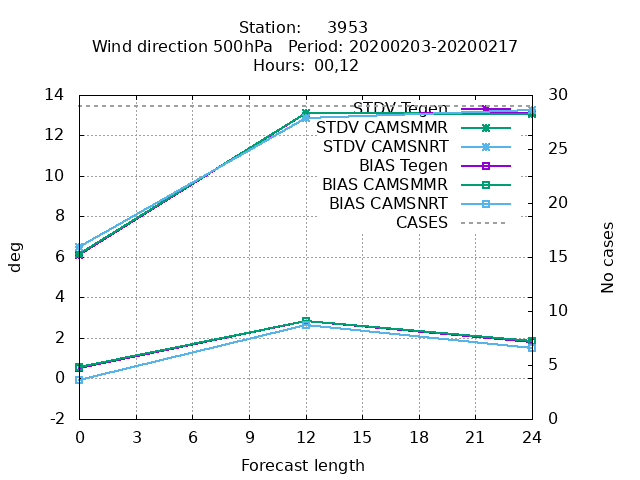 Station: 3953
Wind direction 500hPa Period: 20200203-20200217
Hours: 00,12
14
12
10
8
6
4
2
0
-2
deg
STDV Tegen
STDV CAMSMMR
STDV CAMSNRT
BIAS Tegen
BIAS CAMSMMR
BIAS CAMSNRT
CASES
30
25
20
15
10
5
0
No cases
0 3 6 9 12 15 18 21 24
Forecast length